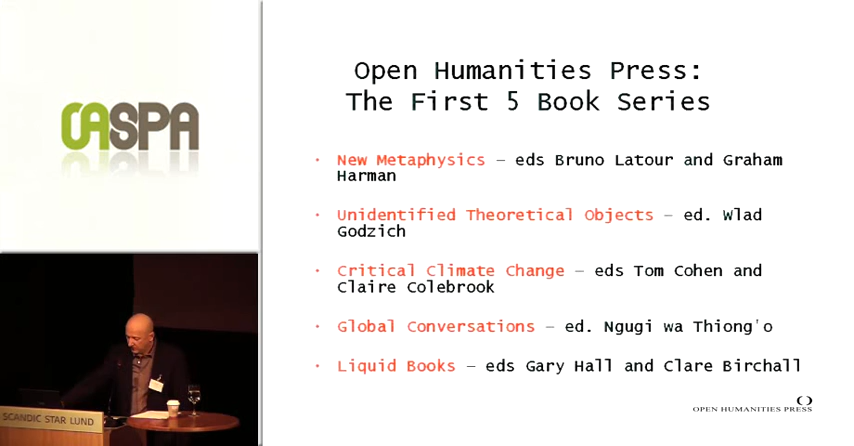 OASPA
Open Humanities Press:
The First 5 Book Series
· New Metaphysics – eds Bruno Latour and Graham
Harman
· Unidentified Theoretical Objects – ed. Wlad
Godzich
· Critical Climate Change – eds Tom Cohen and
Claire Colebrook
· Global Conversations – ed. Ngugi wa Thiong'o
· Liquid Books – eds Gary Hall and Clare Birchall
OPEN HUMANITIES PRESS
SCANDIC STAR LUND